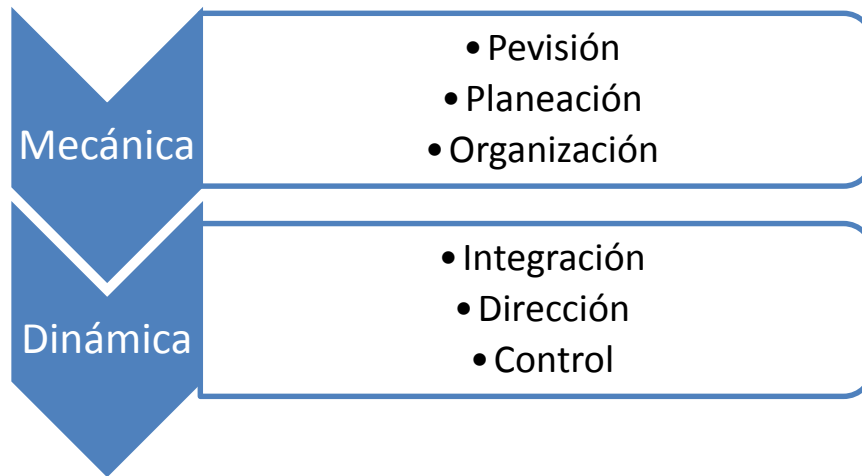 Mecánica
• Pevisión
• Planeación
• Organización
Dinámica
• Integración
• Dirección
• Control